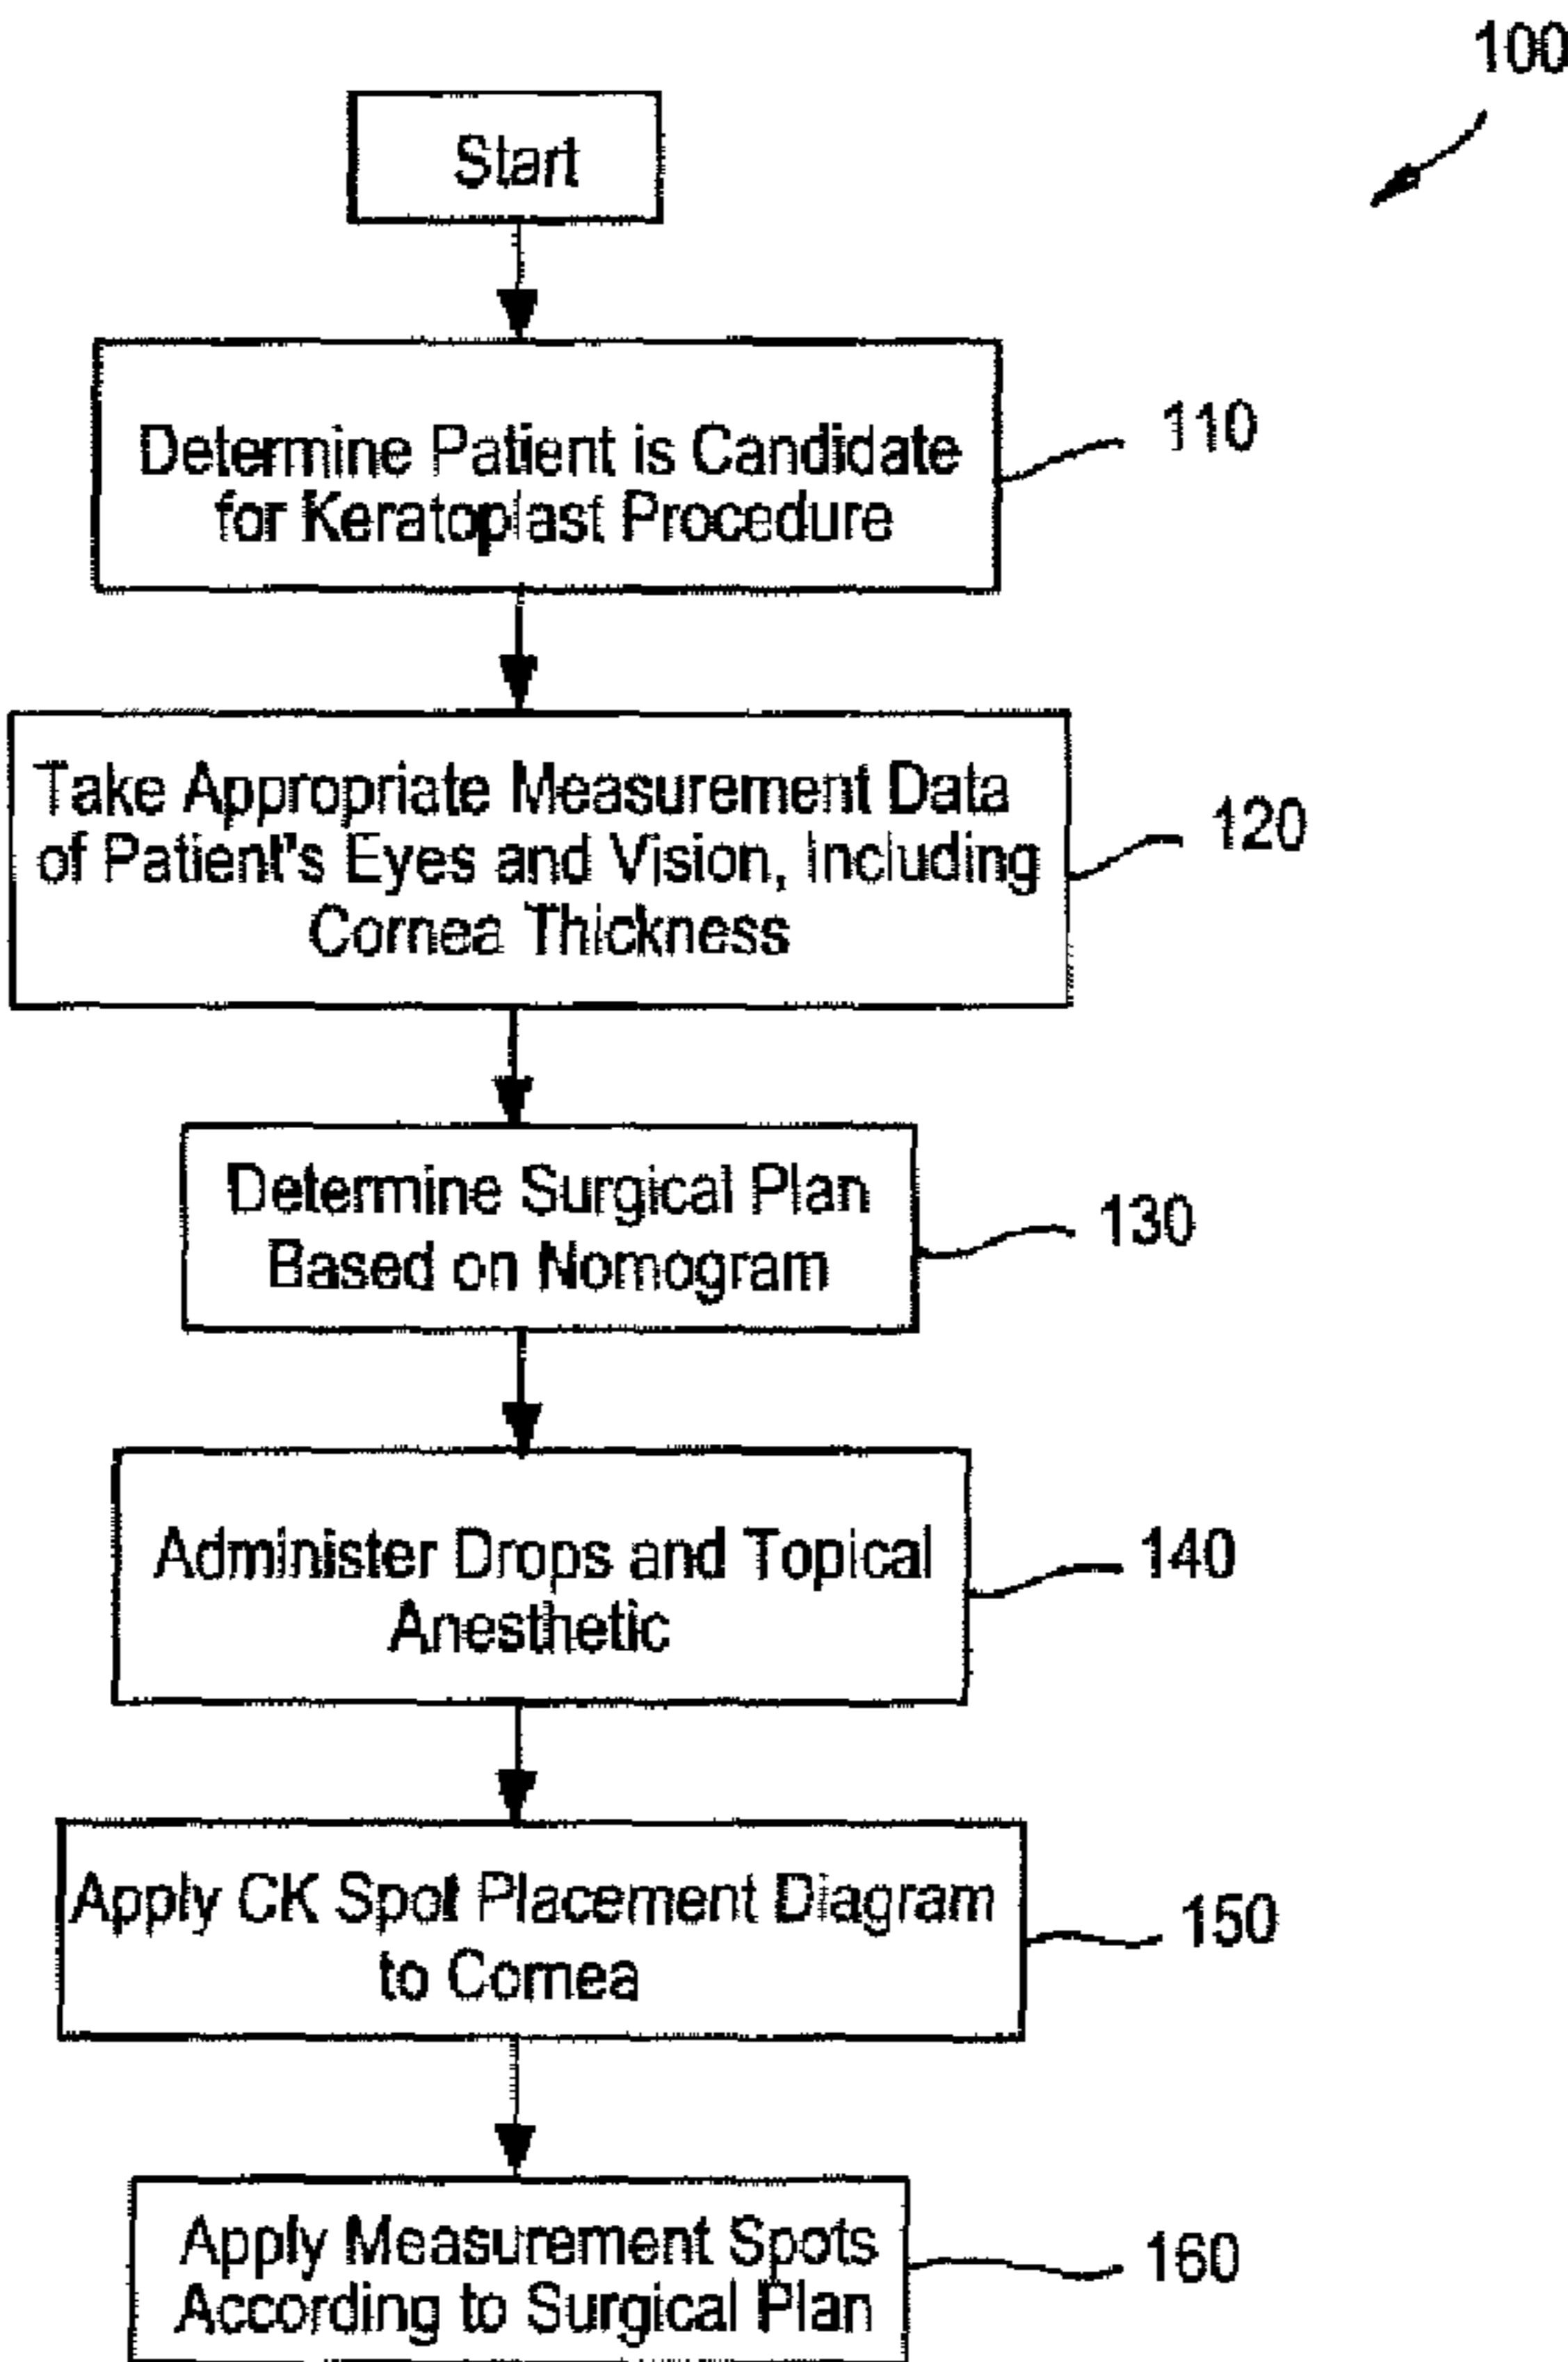 100
Start
Determine Patient is Candidate
for Keratoplast Procedure
110
Take Appropriate Measurement Data
of Patient's Eyes and Vision, Including
Cornea Thickness
120
Determine Surgical Plan
Based on Nomogram
130
Administer Drops and Topical
Anesthetic
140
Apply CK Spot Placement Diagram
to Cornea
150
Apply Measurement Spots
According to Surgical Plan
160